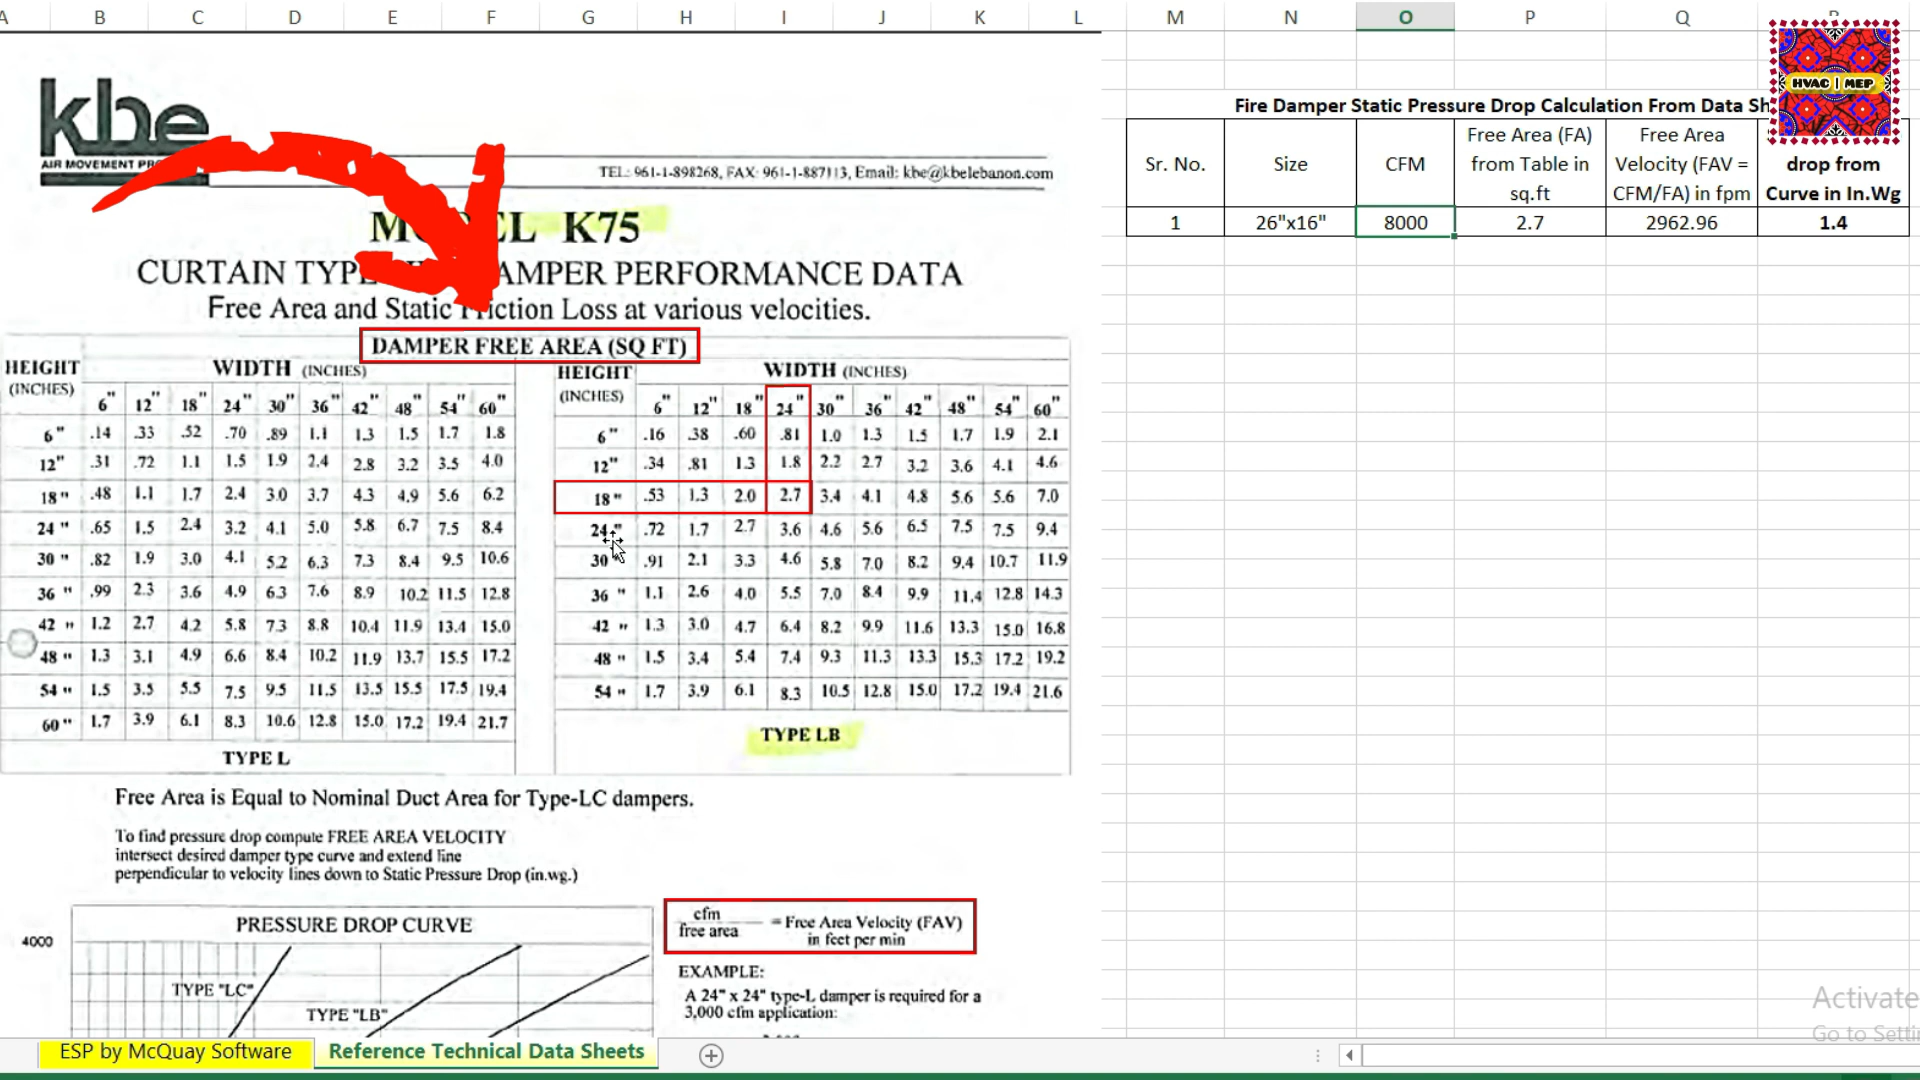 A B C D E F G H I J K L M N O P Q
kbe
AIR MOVEMENT
TEL: 961-1-898268, FAX: 961-1-887113, Email: kbe@kbelebanon.com
K75
CURTAIN DAMPER PERFORMANCE DATA
Free Area and Static Friction Loss at various velocities.
DAMPER FREE AREA (SQ FT)
HEIGHT WIDTH (INCHES)
(INCHES) 6" 12" 18" 24" 30" 36" 42" 48" 54" 60"
6" .14 .33 .52 .70 .89 1.1 1.3 1.5 1.7 1.8
12" .31 .72 1.1 1.5 1.9 2.4 2.8 3.2 3.5 4.0
18" .48 1.1 1.7 2.4 3.0 3.7 4.3 4.9 5.6 6.2
24" .65 1.5 2.4 3.2 4.1 5.0 5.8 6.7 7.5 8.4
30" .82 1.9 3.0 4.1 5.2 6.3 7.3 8.4 9.5 10.6
36" .99 2.3 3.6 4.9 6.3 7.6 8.9 10.2 11.5 12.8
42" 1.2 2.7 4.2 5.8 7.3 8.8 10.4 11.9 13.4 15.0
48" 1.3 3.1 4.9 6.6 8.4 10.2 11.9 13.7 15.5 17.2
54" 1.5 3.5 5.5 7.5 9.5 11.5 13.5 15.5 17.5 19.4
60" 1.7 3.9 6.1 8.3 10.6 12.8 15.0 17.2 19.4 21.7
TYPE L
HEIGHT WIDTH (INCHES)
(INCHES) 6" 12" 18" 24" 30" 36" 42" 48" 54" 60"
6" .16 .38 .60 .81 1.0 1.3 1.5 1.7 1.9 2.1
12" .34 .81 1.3 1.8 2.2 2.7 3.2 3.6 4.1 4.6
18" .53 1.3 2.0 2.7 3.4 4.1 4.8 5.6 5.6 7.0
24" .72 1.7 2.7 3.6 4.6 5.6 6.5 7.5 7.5 9.4
30 .91 2.1 3.3 4.6 5.8 7.0 8.2 9.4 10.7 11.9
36" 1.1 2.6 4.0 5.5 7.0 8.4 9.9 11.4 12.8 14.3
42" 1.3 3.0 4.7 6.4 8.2 9.9 11.6 13.3 15.0 16.8
48" 1.5 3.4 5.4 7.4 9.3 11.3 13.3 15.3 17.2 19.2
54" 1.7 3.9 6.1 8.3 10.5 12.8 15.0 17.2 19.4 21.6
TYPE LB
Free Area is Equal to Nominal Duct Area for Type-LC dampers.
To find pressure drop compute FREE AREA VELOCITY
intersect desired damper type curve and extend line
perpendicular to velocity lines down to Static Pressure Drop (in.wg.)
PRESSURE DROP CURVE
4000
TYPE "LC"
TYPE "LB"
cfm
free area
= Free Area Velocity (FAV)
in feet per min
EXAMPLE:
A 24" x 24" type-L damper is required for a
3,000 cfm application:
Fire Damper Static Pressure Drop Calculation From Data Sh
HVAC | MEP
Sr. No.
Size
CFM
Free Area (FA)
from Table in
sq.ft
Free Area
Velocity (FAV =
CFM/FA) in fpm
drop from
Curve in In.Wg
1 26"x16" 8000 2.7 2962.96 1.4
Activate
Go to Setti
ESP by McQuay Software
Reference Technical Data Sheets